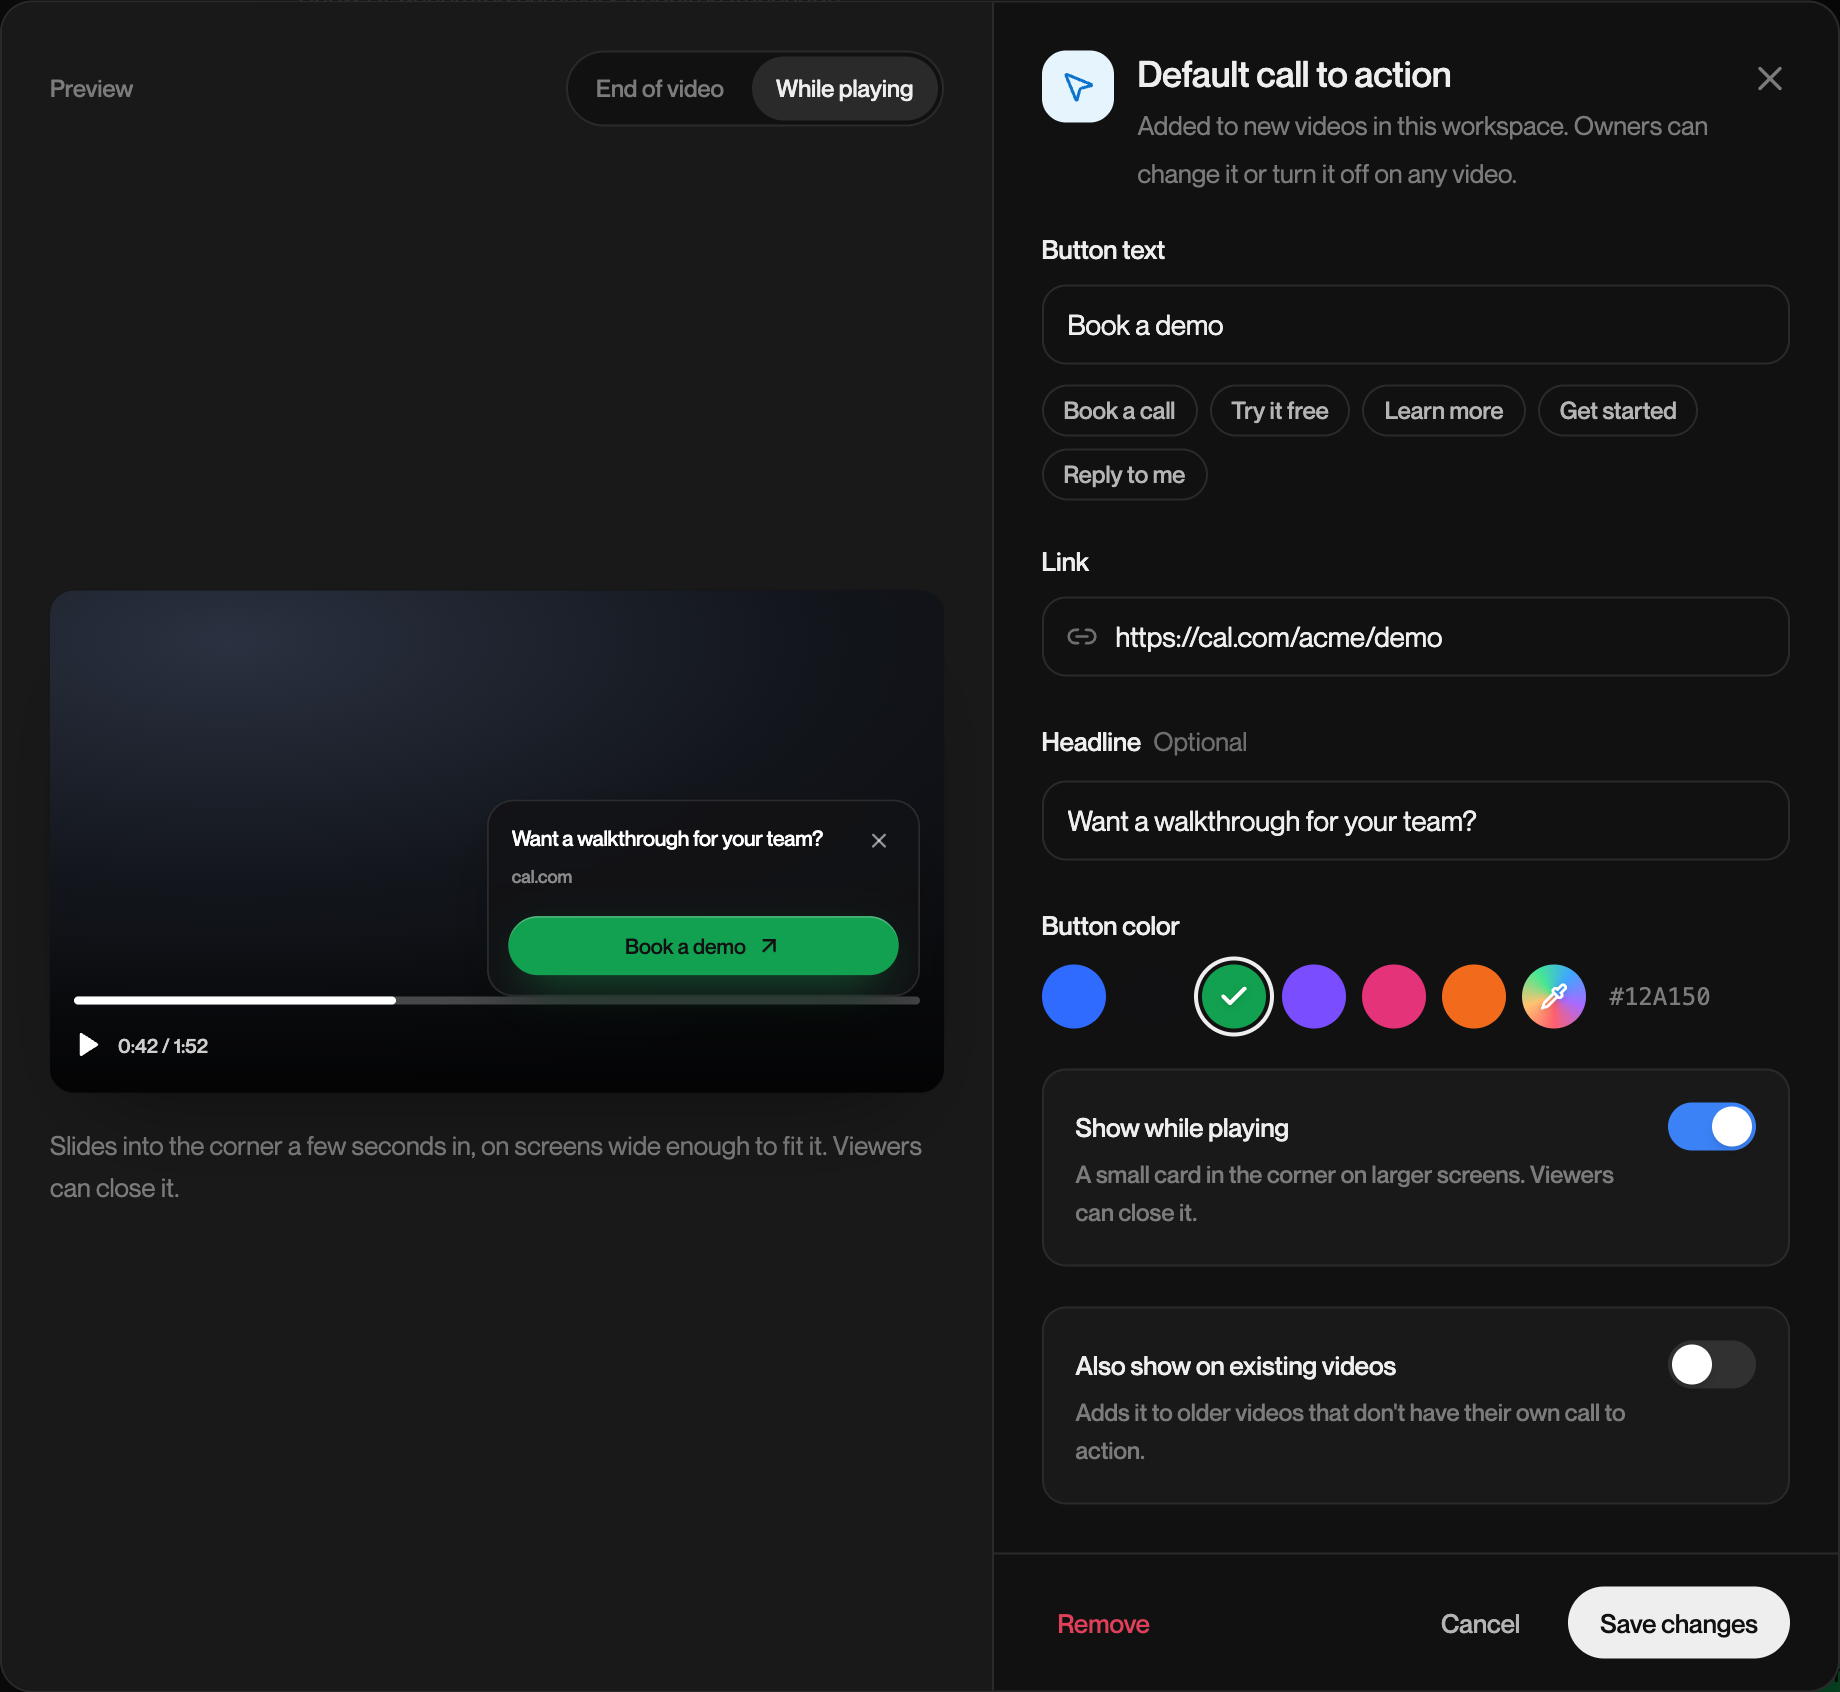 Preview
End of video
While playing
Want a walkthrough for your team?
cal.com
Book a demo
0:42 / 1:52
Slides into the corner a few seconds in, on screens wide enough to fit it. Viewers
can close it.
Default call to action
Added to new videos in this workspace. Owners can
change it or turn it off on any video.
Button text
Book a demo
Book a call
Try it free
Learn more
Get started
Reply to me
Link
https://cal.com/acme/demo
Headline Optional
Want a walkthrough for your team?
Button color
#12A150
Show while playing
A small card in the corner on larger screens. Viewers
can close it.
Also show on existing videos
Adds it to older videos that don't have their own call to
action.
Remove
Cancel
Save changes